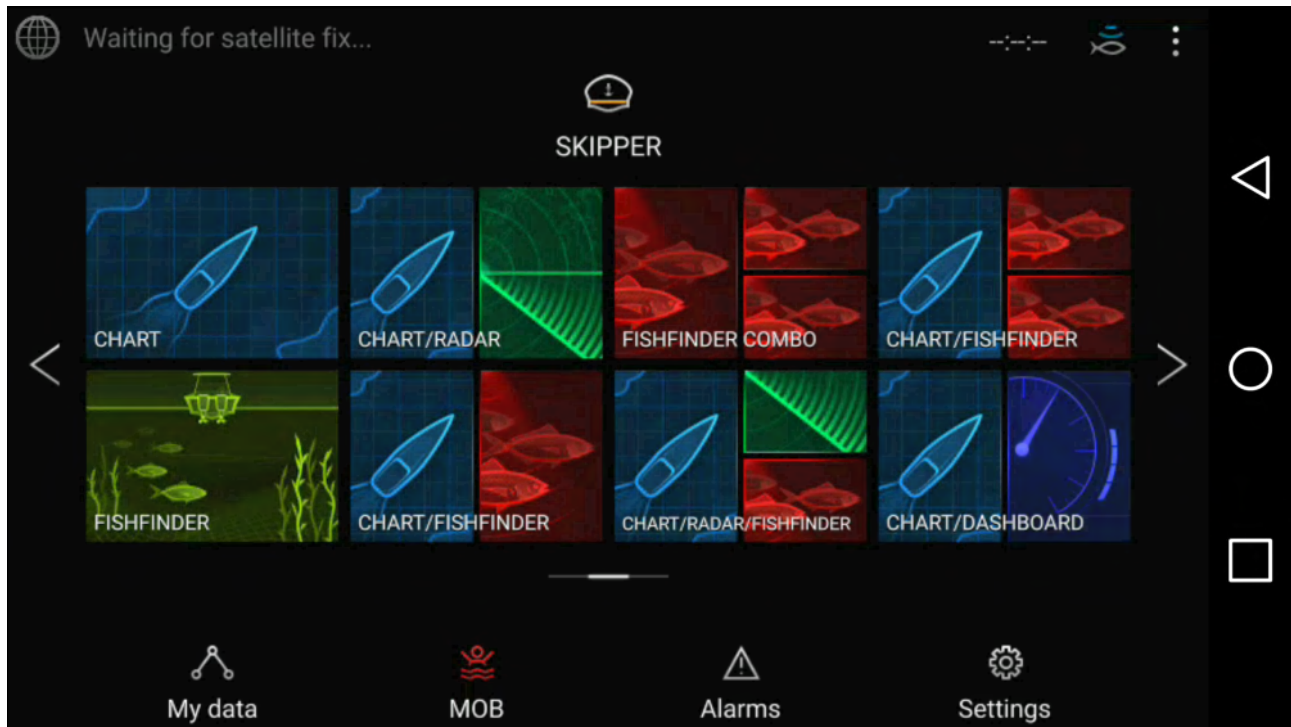 Waiting for satellite fix...
--:--:--
SKIPPER
CHART
CHART/RADAR
FISHFINDER COMBO
CHART/FISHFINDER
FISHFINDER
CHART/FISHFINDER
CHART/RADAR/FISHFINDER
CHART/DASHBOARD
My data
MOB
Alarms
Settings